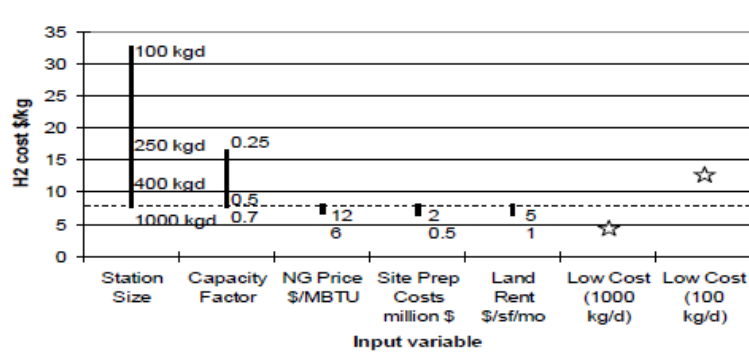 35
30
25
20
15
10
5
0
H2 cost $/kg
100 kgd
250 kgd
400 kgd
1000 kgd
0.25
0.5
0.7
12
6
2
0.5
5
1
Station
Size
Capacity
Factor
NG Price
$/MBTU
Site Prep
Costs
million $
Land
Rent
$/sf/mo
Low Cost
(1000
kg/d)
Low Cost
(100
kg/d)
Input variable